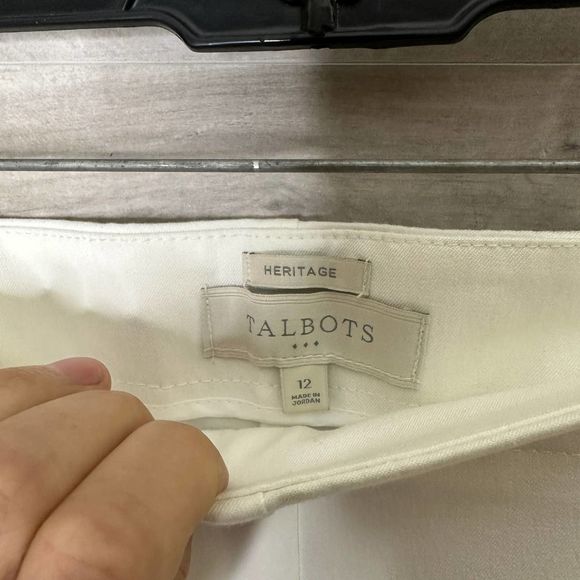 HERITAGE
TALBOTS
12
MADE IN
JORDAN